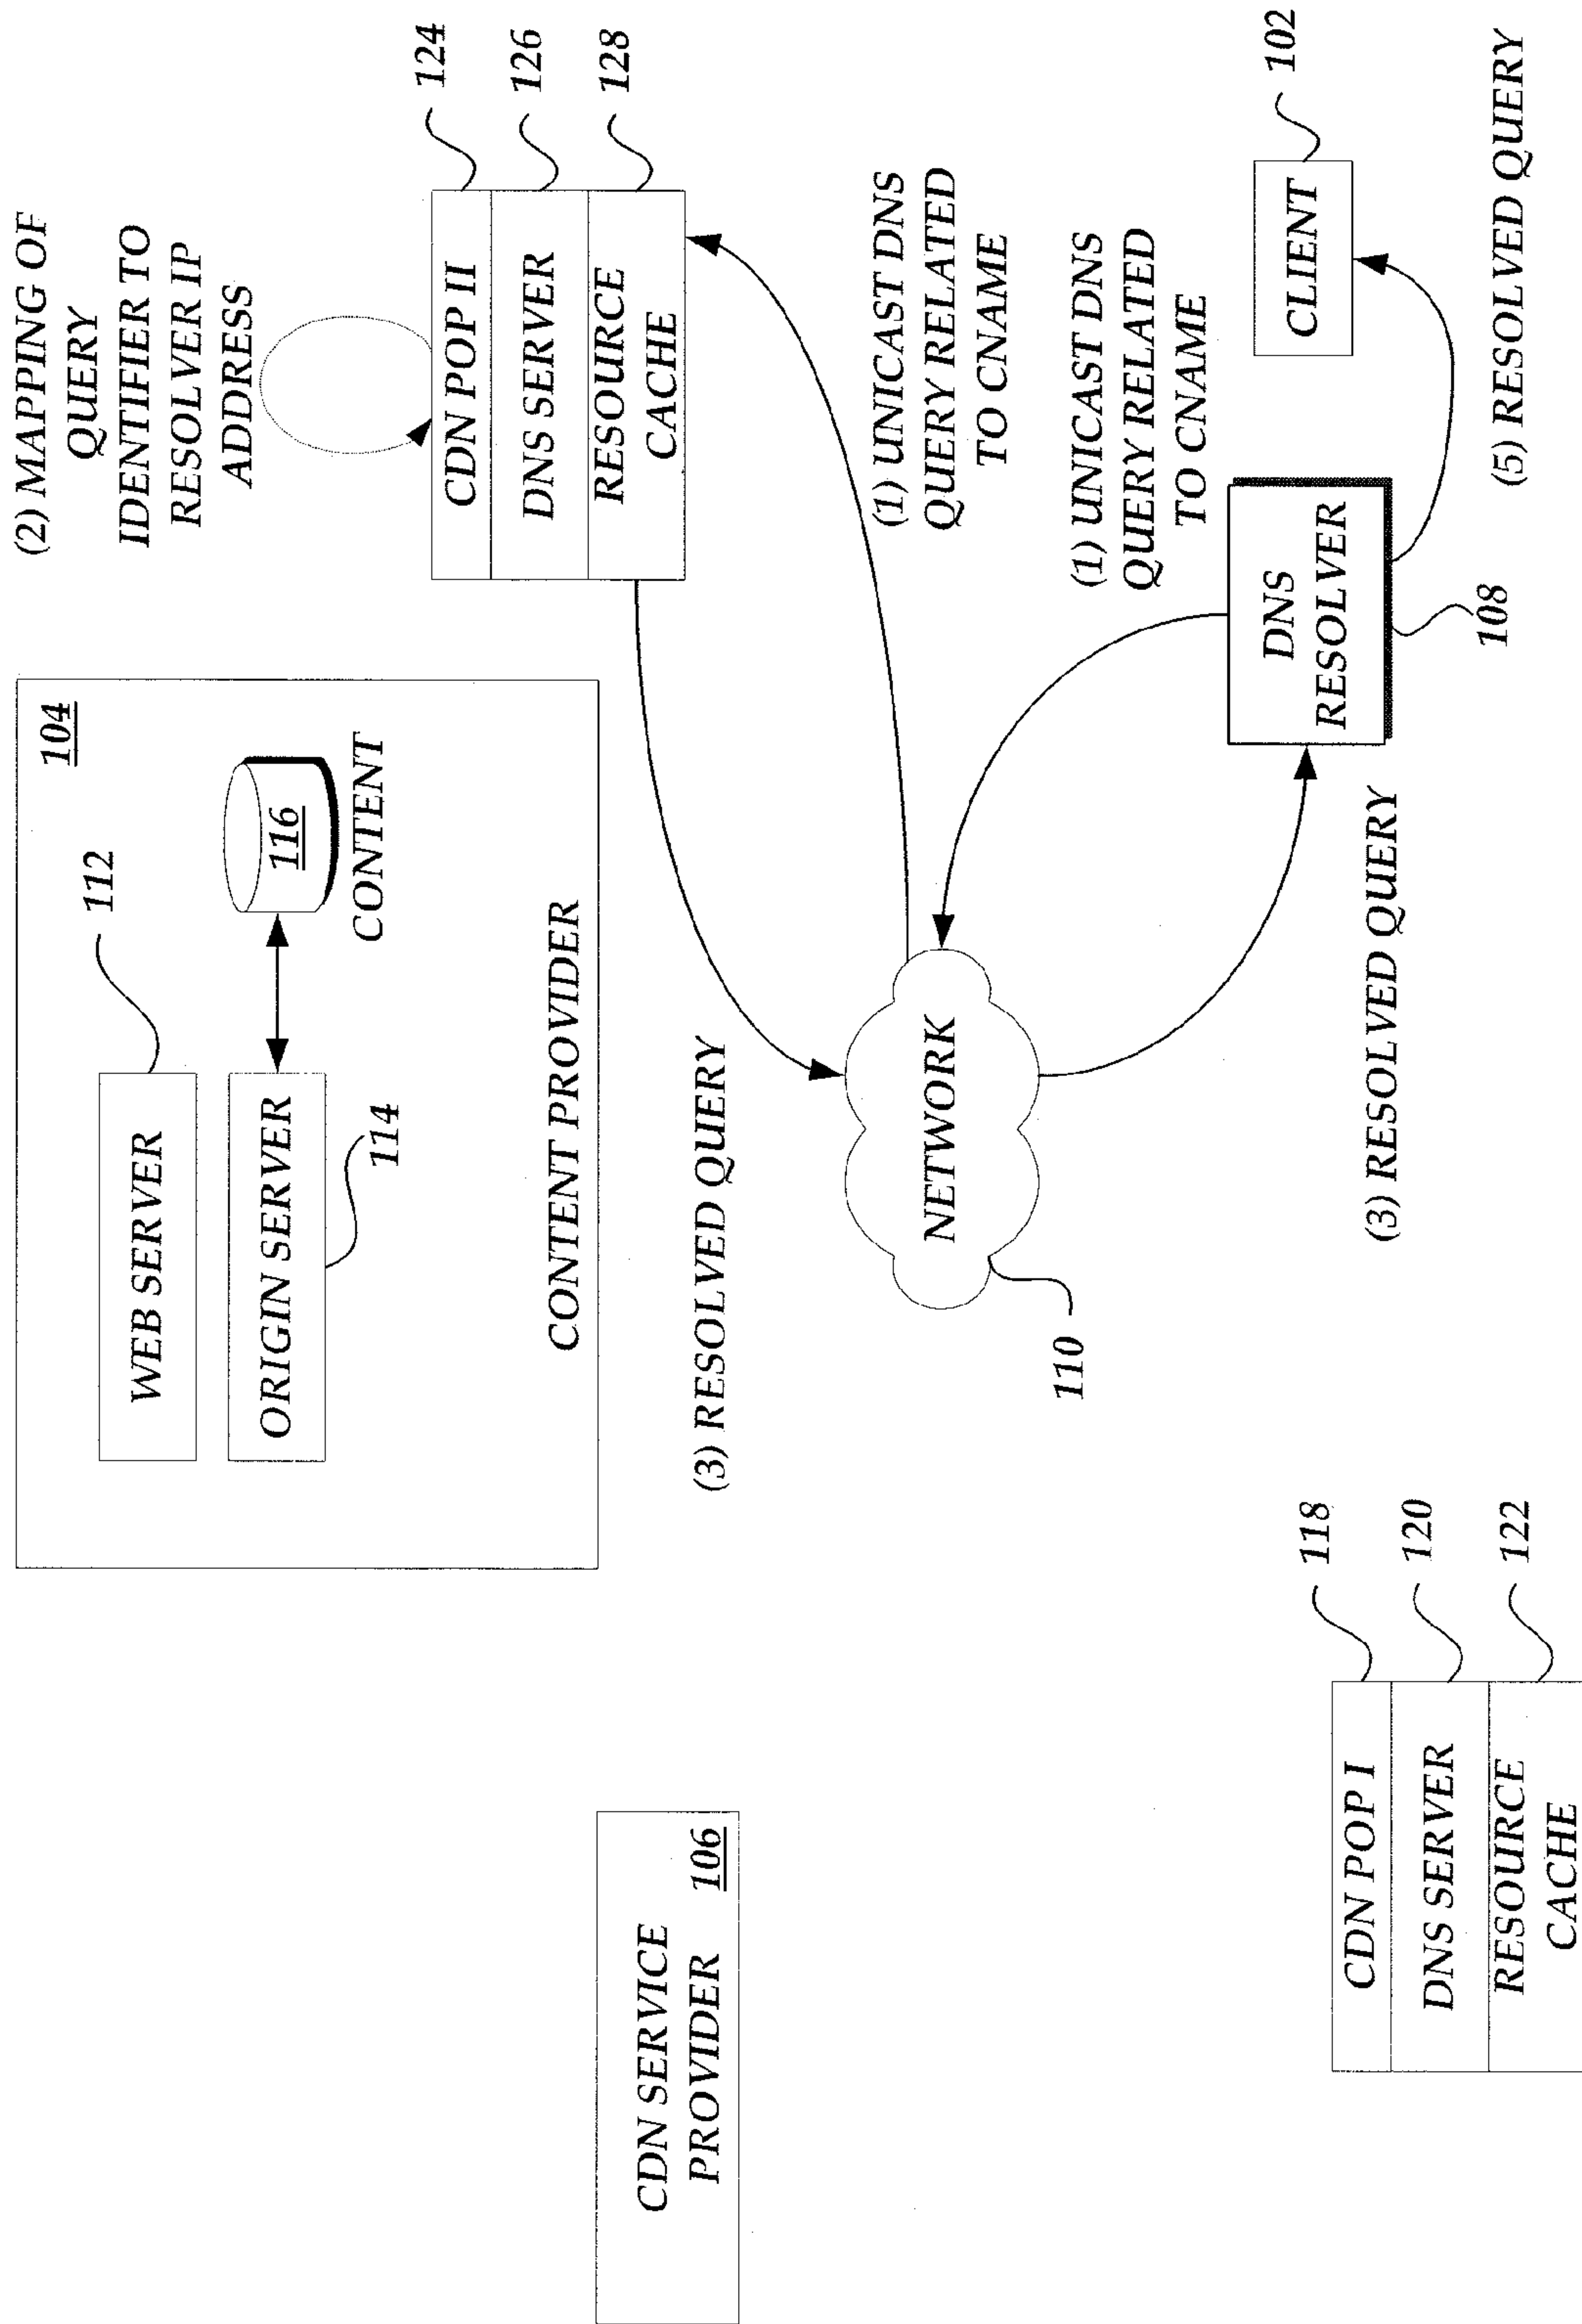 CDN SERVICE
PROVIDER 106
104
WEB SERVER
112
ORIGIN SERVER
114
116
CONTENT
CONTENT PROVIDER
(2) MAPPING OF
QUERY
IDENTIFIER TO
RESOLVER IP
ADDRESS
CDN POP II
124
DNS SERVER
126
RESOURCE
CACHE
128
(3) RESOLVED QUERY
(1) UNICAST DNS
QUERY RELATED
TO CNAME
NETWORK
110
(1) UNICAST DNS
QUERY RELATED
TO CNAME
CLIENT
102
DNS
RESOLVER
108
(3) RESOLVED QUERY
(5) RESOLVED QUERY
CDN POP I
118
DNS SERVER
120
RESOURCE
CACHE
122